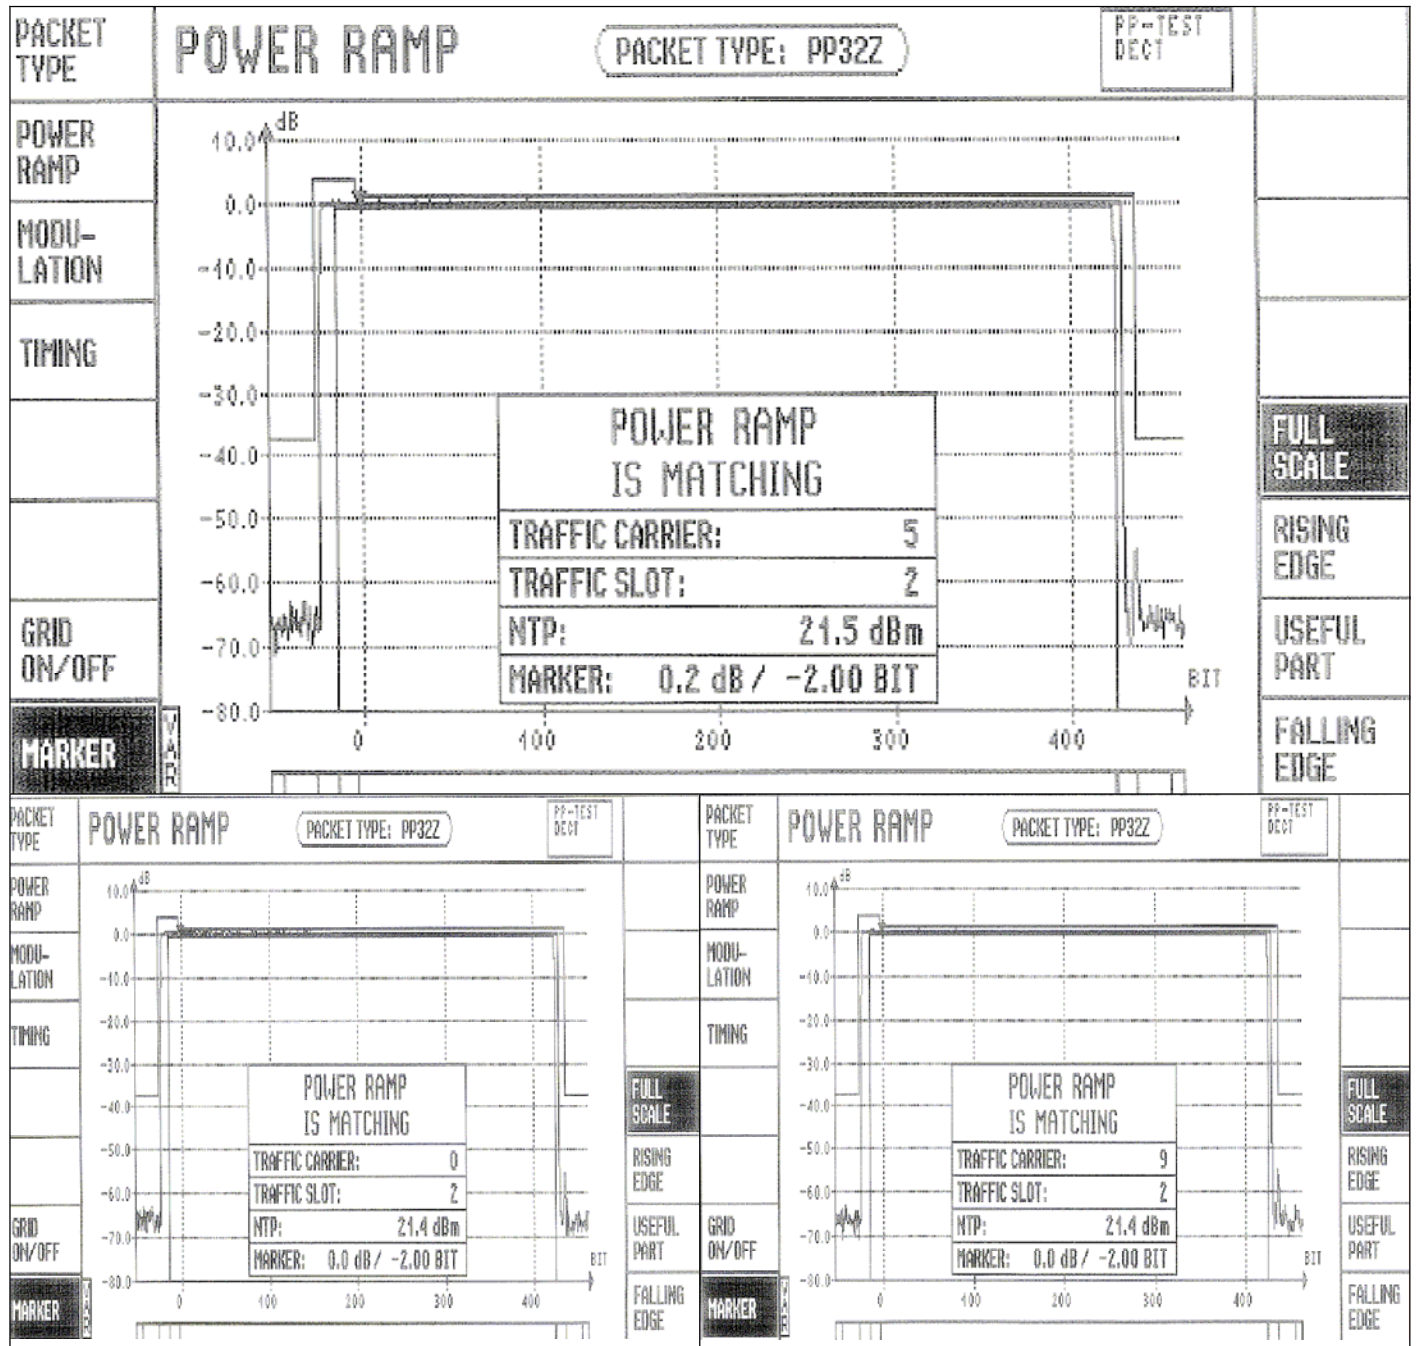 PACKET
TYPE
POWER RAMP
PACKET TYPE: PP32Z
PP-TEST
DECT
POWER
RAMP
MODU-
LATION
TIMING
GRID
ON/OFF
MARKER
VAR
dB
10.0
0.0
-10.0
-20.0
-30.0
-40.0
-50.0
-60.0
-70.0
-80.0
POWER RAMP
IS MATCHING
TRAFFIC CARRIER: 5
TRAFFIC SLOT: 2
NTP: 21.5 dBm
MARKER: 0.2 dB / -2.00 BIT
BIT
0 100 200 300 400
FULL
SCALE
RISING
EDGE
USEFUL
PART
FALLING
EDGE
PACKET
TYPE
POWER RAMP
PACKET TYPE: PP32Z
PP-TEST
DECT
POWER
RAMP
MODU-
LATION
TIMING
GRID
ON/OFF
MARKER
VAR
dB
10.0
0.0
-10.0
-20.0
-30.0
-40.0
-50.0
-60.0
-70.0
-80.0
POWER RAMP
IS MATCHING
TRAFFIC CARRIER: 0
TRAFFIC SLOT: 2
NTP: 21.4 dBm
MARKER: 0.0 dB / -2.00 BIT
BIT
0 100 200 300 400
FULL
SCALE
RISING
EDGE
USEFUL
PART
FALLING
EDGE
PACKET
TYPE
POWER RAMP
PACKET TYPE: PP32Z
PP-TEST
DECT
POWER
RAMP
MODU-
LATION
TIMING
GRID
ON/OFF
MARKER
VAR
dB
10.0
0.0
-10.0
-20.0
-30.0
-40.0
-50.0
-60.0
-70.0
-80.0
POWER RAMP
IS MATCHING
TRAFFIC CARRIER: 9
TRAFFIC SLOT: 2
NTP: 21.4 dBm
MARKER: 0.0 dB / -2.00 BIT
BIT
0 100 200 300 400
FULL
SCALE
RISING
EDGE
USEFUL
PART
FALLING
EDGE